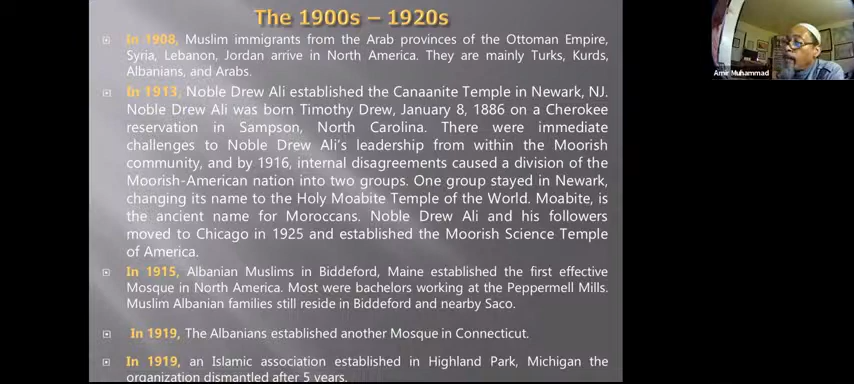 The 1900s – 1920s
In 1908, Muslim immigrants from the Arab provinces of the Ottoman Empire,
Syria, Lebanon, Jordan arrive in North America. They are mainly Turks, Kurds,
Albanians, and Arabs.
In 1913, Noble Drew Ali established the Canaanite Temple in Newark, NJ.
Noble Drew Ali was born Timothy Drew, January 8, 1886 on a Cherokee
reservation in Sampson, North Carolina. There were immediate
challenges to Noble Drew Ali's leadership from within the Moorish
community, and by 1916, internal disagreements caused a division of the
Moorish-American nation into two groups. One group stayed in Newark,
changing its name to the Holy Moabite Temple of the World. Moabite, is
the ancient name for Moroccans. Noble Drew Ali and his followers
moved to Chicago in 1925 and established the Moorish Science Temple
of America.
In 1915, Albanian Muslims in Biddeford, Maine established the first effective
Mosque in North America. Most were bachelors working at the Peppermell Mills.
Muslim Albanian families still reside in Biddeford and nearby Saco.
In 1919, The Albanians established another Mosque in Connecticut.
In 1919, an Islamic association established in Highland Park, Michigan the
organization dismantled after 5 years.
Amir Muhammad